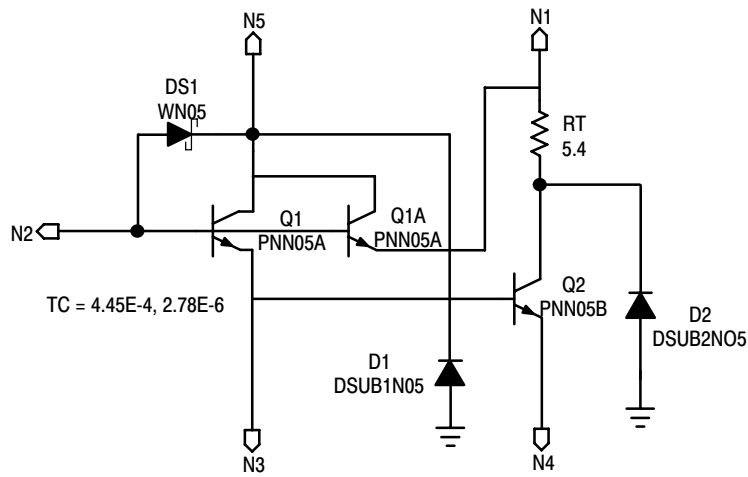 N5
N1
DS1
WN05
RT
5.4
N2
Q1
PNN05A
Q1A
PNN05A
Q2
PNN05B
TC = 4.45E-4, 2.78E-6
D2
DSUB2NO5
D1
DSUB1N05
N3
N4